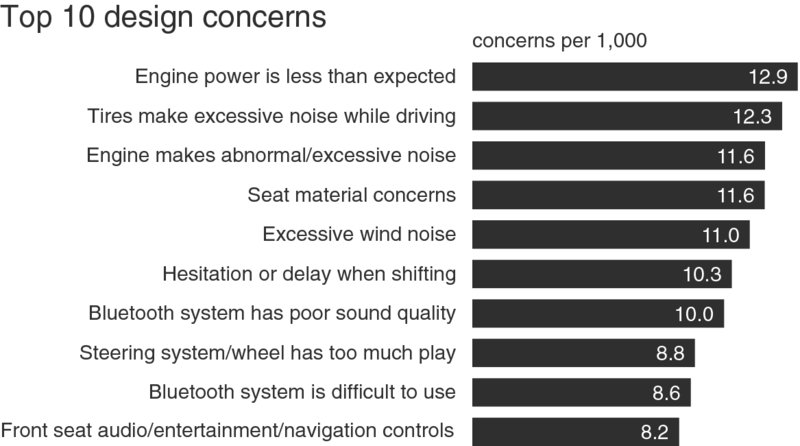 Top 10 design concerns
concerns per 1,000
Engine power is less than expected 12.9
Tires make excessive noise while driving 12.3
Engine makes abnormal/excessive noise 11.6
Seat material concerns 11.6
Excessive wind noise 11.0
Hesitation or delay when shifting 10.3
Bluetooth system has poor sound quality 10.0
Steering system/wheel has too much play 8.8
Bluetooth system is difficult to use 8.6
Front seat audio/entertainment/navigation controls 8.2